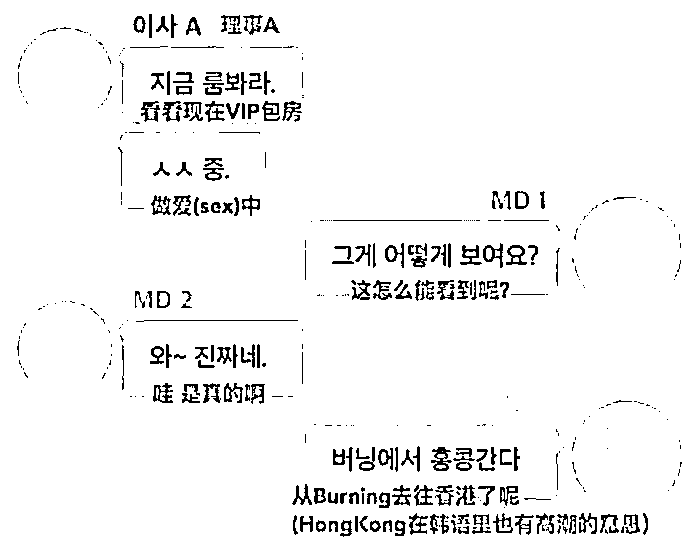 이사 A 理事A
지금 룸봐라.
看看现在VIP包房
ㅅㅅ 중.
做爱(sex)中
MD 1
그게 어떻게 보여요?
这怎么能看到呢?
MD 2
와~ 진짜네.
哇 是真的啊
버닝에서 홍콩간다
从Burning去往香港了呢
(HongKong在韩语里也有高潮的意思)